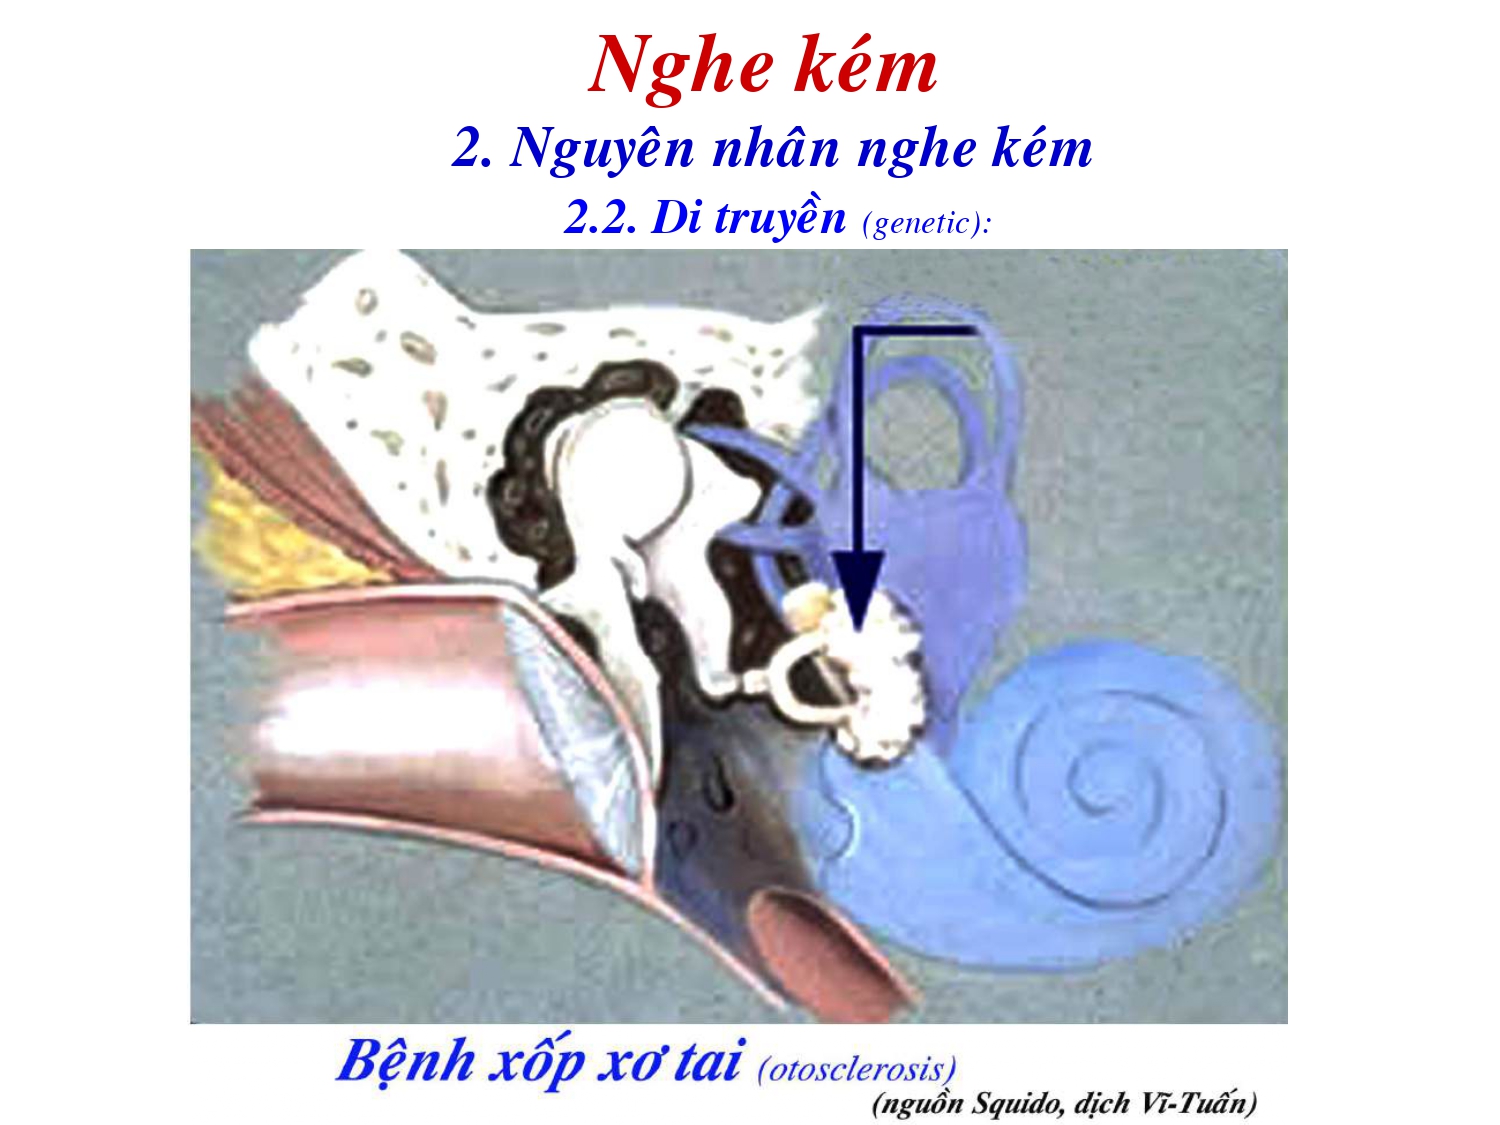 Nghe kém
2. Nguyên nhân nghe kém
2.2. Di truyền (genetic):
Bệnh xốp xơ tai (otosclerosis)
(nguồn Squido, dịch Vĩ-Tuấn)